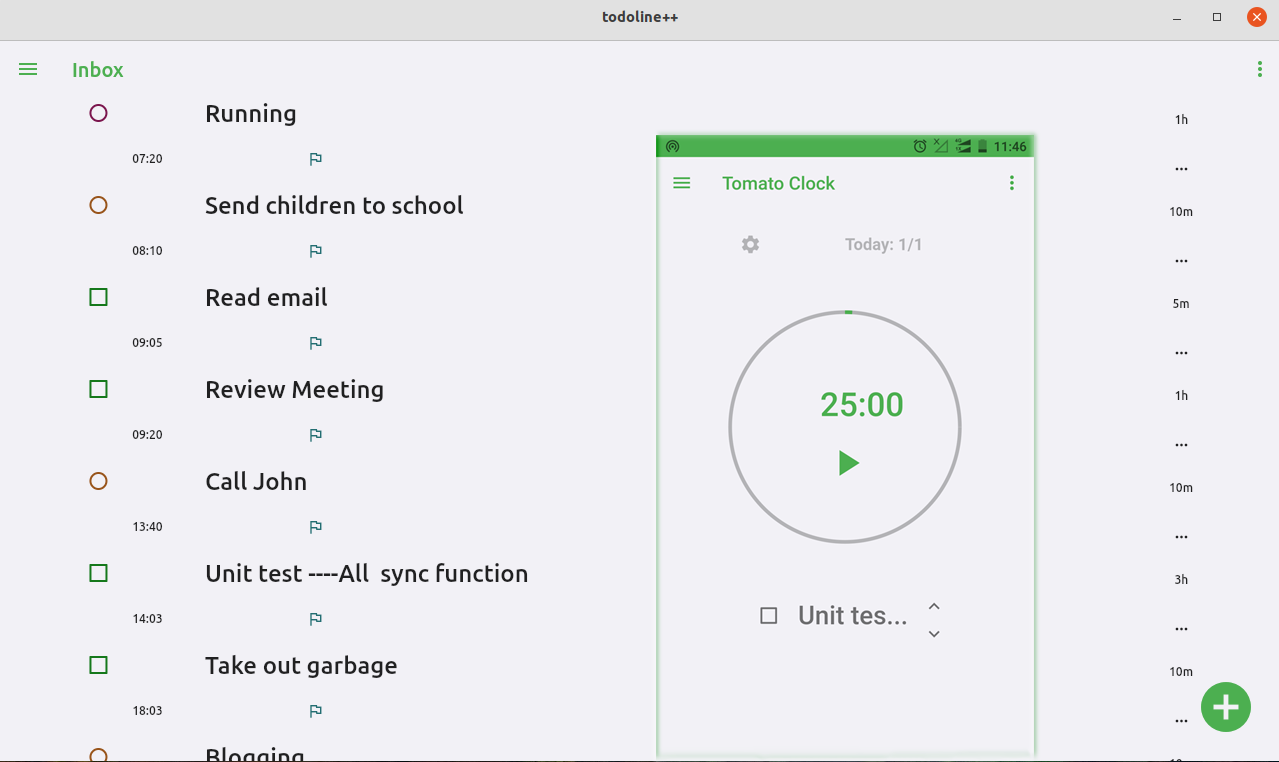 todoline++
Inbox
Running
1h
07:20
...
Send children to school
10m
08:10
...
Read email
5m
09:05
...
Review Meeting
1h
09:20
...
Call John
10m
13:40
...
Unit test ----All  sync function
3h
14:03
...
Take out garbage
10m
18:03
...
Blogging
11:46
Tomato Clock
Today: 1/1
25:00
Unit tes...